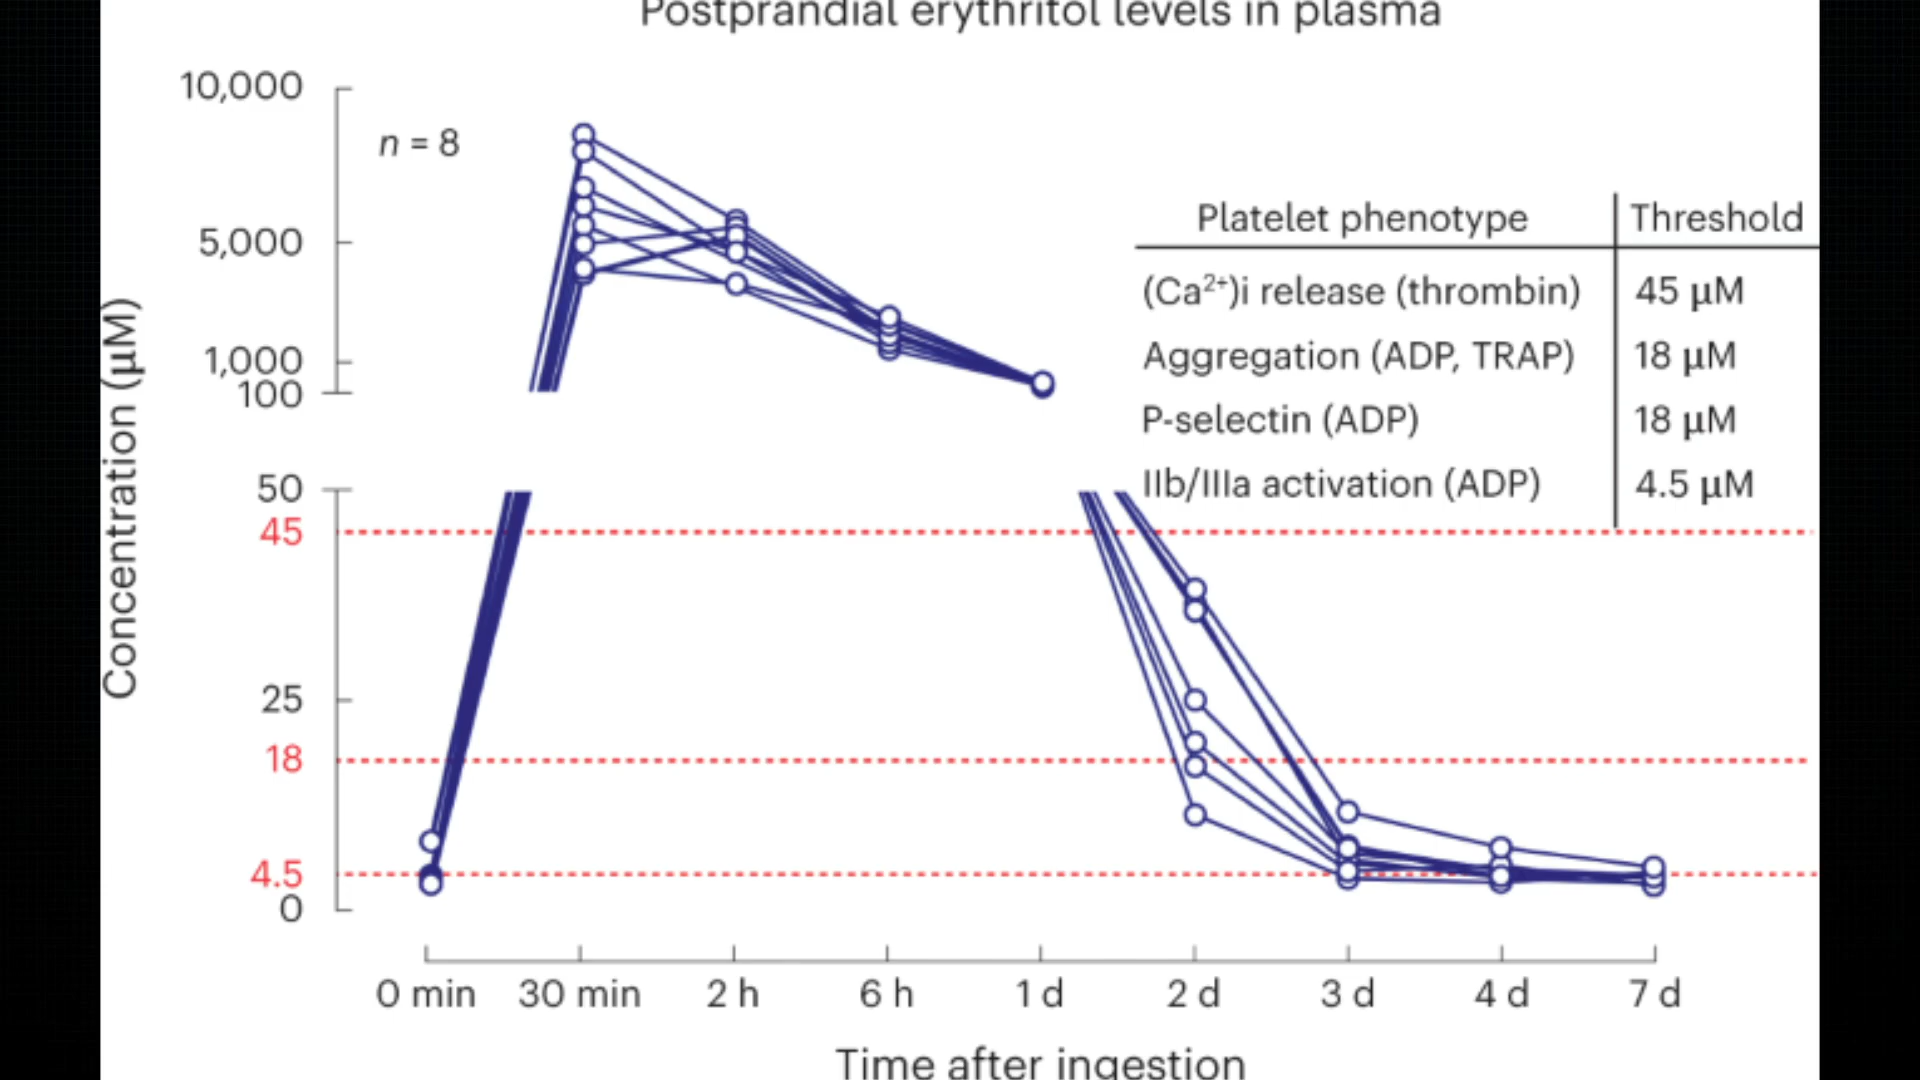 Postprandial erythritol levels in plasma
10,000
n = 8
5,000
1,000
100
50
45
25
18
4.5
0
Concentration (µM)
Platelet phenotype Threshold
(Ca²⁺)i release (thrombin) 45 µM
Aggregation (ADP, TRAP) 18 µM
P-selectin (ADP) 18 µM
IIb/IIIa activation (ADP) 4.5 µM
0 min 30 min 2 h 6 h 1 d 2 d 3 d 4 d 7 d
Time after ingestion